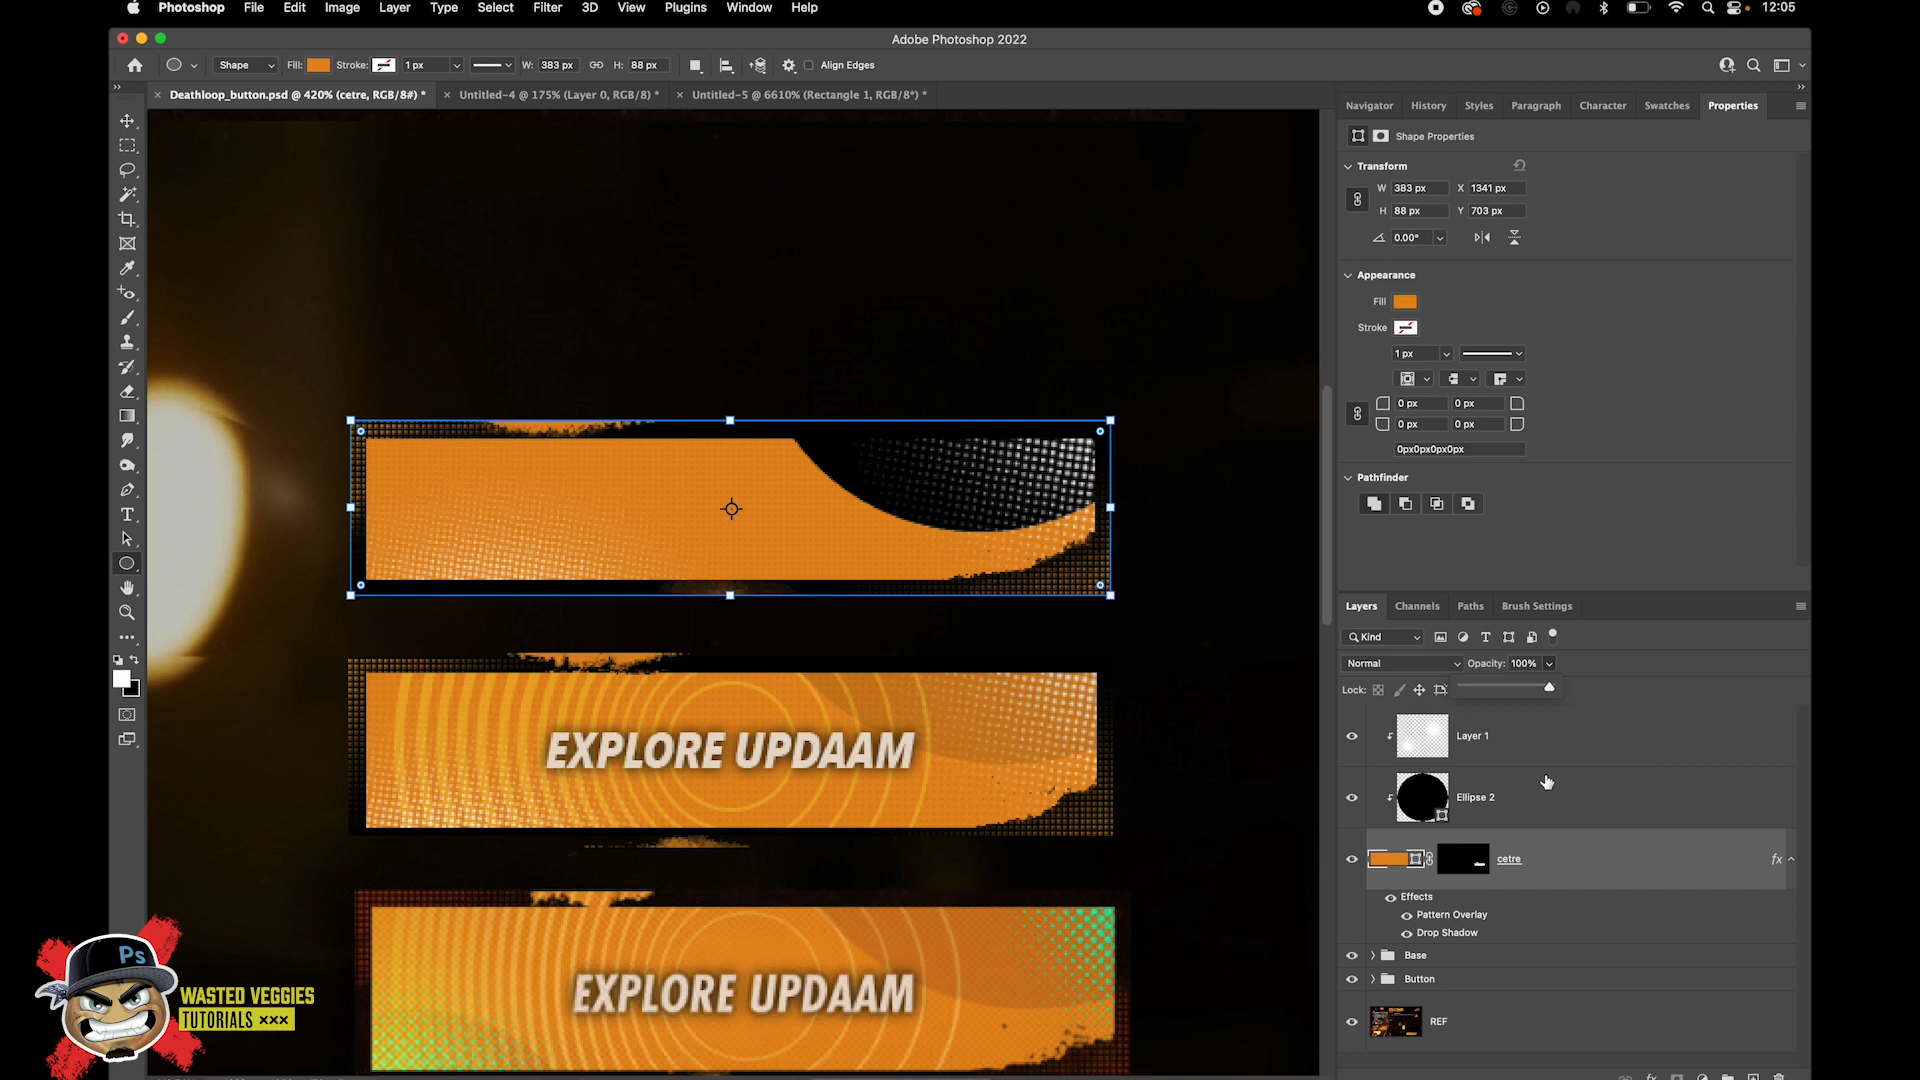 Photoshop File Edit Image Layer Type Select Filter 3D View Plugins Window Help 12:05
Adobe Photoshop 2022
Shape Fill: Stroke: 1 px W: 383 px H: 88 px Align Edges
Deathloop_button.psd @ 420% (cetre, RGB/8#) * Untitled-4 @ 175% (Layer 0, RGB/8) * Untitled-5 @ 6610% (Rectangle 1, RGB/8*) *
Navigator History Styles Paragraph Character Swatches Properties
Shape Properties
Transform
W 383 px X 1341 px
H 88 px Y 703 px
0.00°
Appearance
Fill
Stroke
1 px
0 px 0 px
0 px 0 px
0px0px0px0px
Pathfinder
Layers Channels Paths Brush Settings
Kind
Normal Opacity: 100%
Lock:
Layer 1
Ellipse 2
cetre fx
Effects
Pattern Overlay
Drop Shadow
Base
Button
REF
EXPLORE UPDAAM
EXPLORE UPDAAM
Ps
WASTED VEGGIES
TUTORIALS ×××